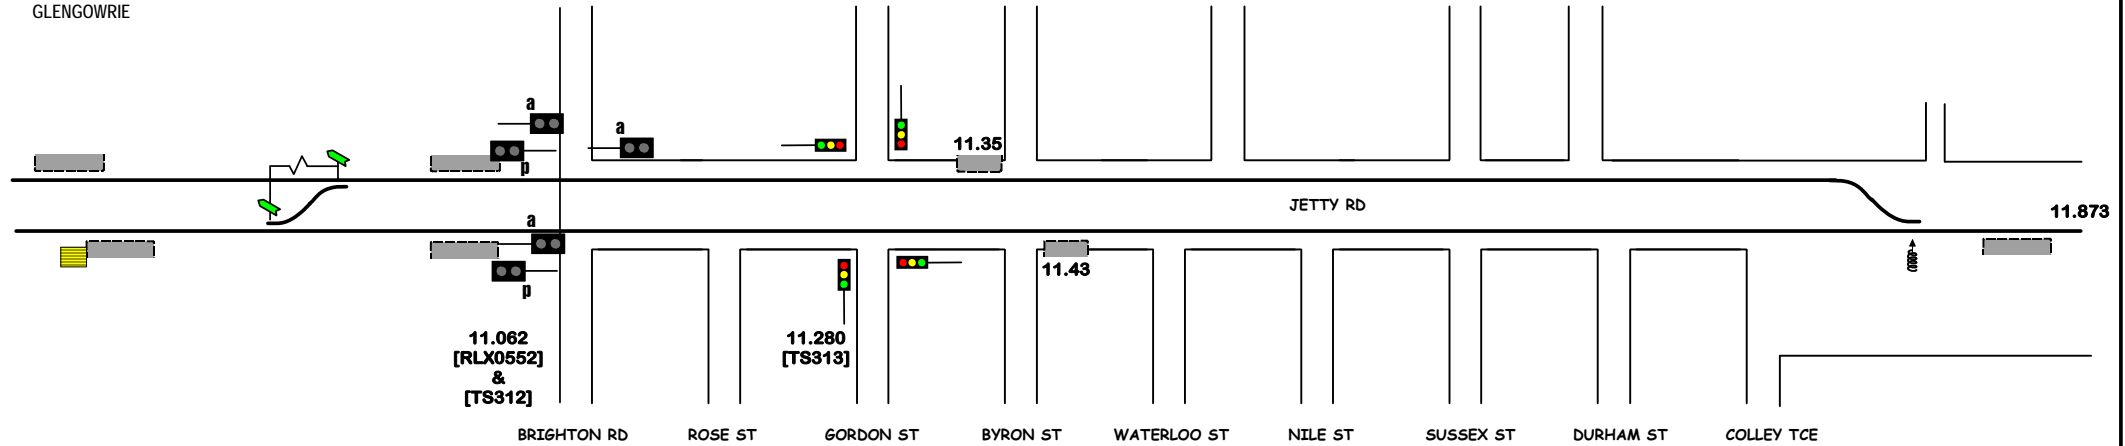 GLENGOWRIE
a
a
p
11.35
JETTY RD
11.873
a
p
11.43
11.062
[RLX0552]
&
[TS312]
11.280
[TS313]
BRIGHTON RD
ROSE ST
GORDON ST
BYRON ST
WATERLOO ST
NILE ST
SUSSEX ST
DURHAM ST
COLLEY TCE